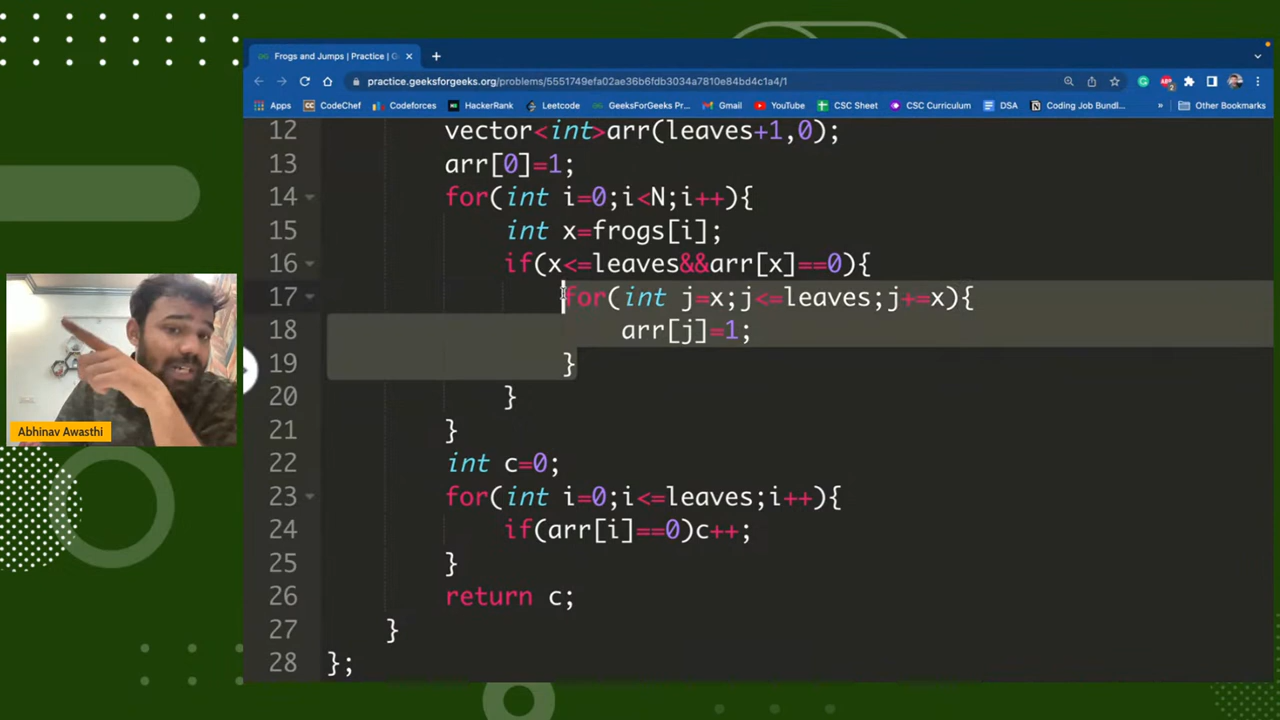 Frogs and Jumps | Practice | G
practice.geeksforgeeks.org/problems/5551749efa02ae36b6fdb3034a7810e84bd4c1a4/1
Apps CodeChef Codeforces HackerRank Leetcode GeeksForGeeks Pr... Gmail YouTube CSC Sheet CSC Curriculum DSA Coding Job Bundl... » Other Bookmarks
12 vector<int>arr(leaves+1,0);
13 arr[0]=1;
14 for(int i=0;i<N;i++){
15 int x=frogs[i];
16 if(x<=leaves&&arr[x]==0){
17 for(int j=x;j<=leaves;j+=x){
18 arr[j]=1;
19 }
20 }
21 }
22 int c=0;
23 for(int i=0;i<=leaves;i++){
24 if(arr[i]==0)c++;
25 }
26 return c;
27 }
28 };
Abhinav Awasthi